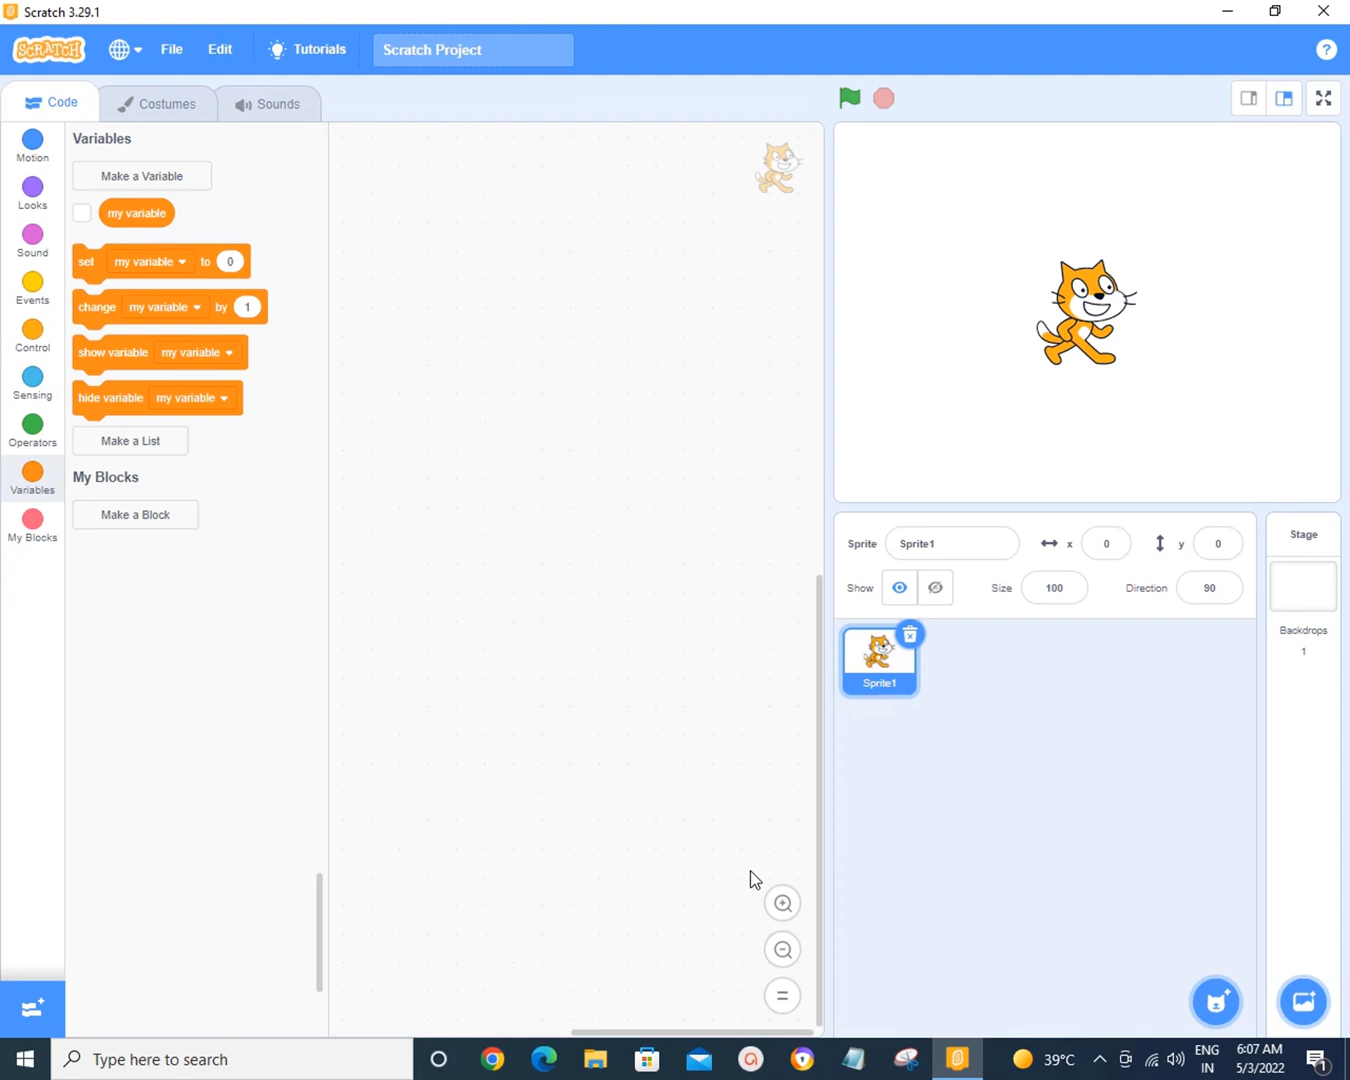 Scratch 3.29.1
SCRATCH File Edit Tutorials Scratch Project ?
Code Costumes Sounds
Motion
Looks
Sound
Events
Control
Sensing
Operators
Variables
My Blocks
Variables
Make a Variable
my variable
set my variable to 0
change my variable by 1
show variable my variable
hide variable my variable
Make a List
My Blocks
Make a Block
Sprite Sprite1 x 0 y 0
Show Size 100 Direction 90
Sprite1
Stage
Backdrops
1
Type here to search
39°C
ENG
IN
6:07 AM
5/3/2022
1